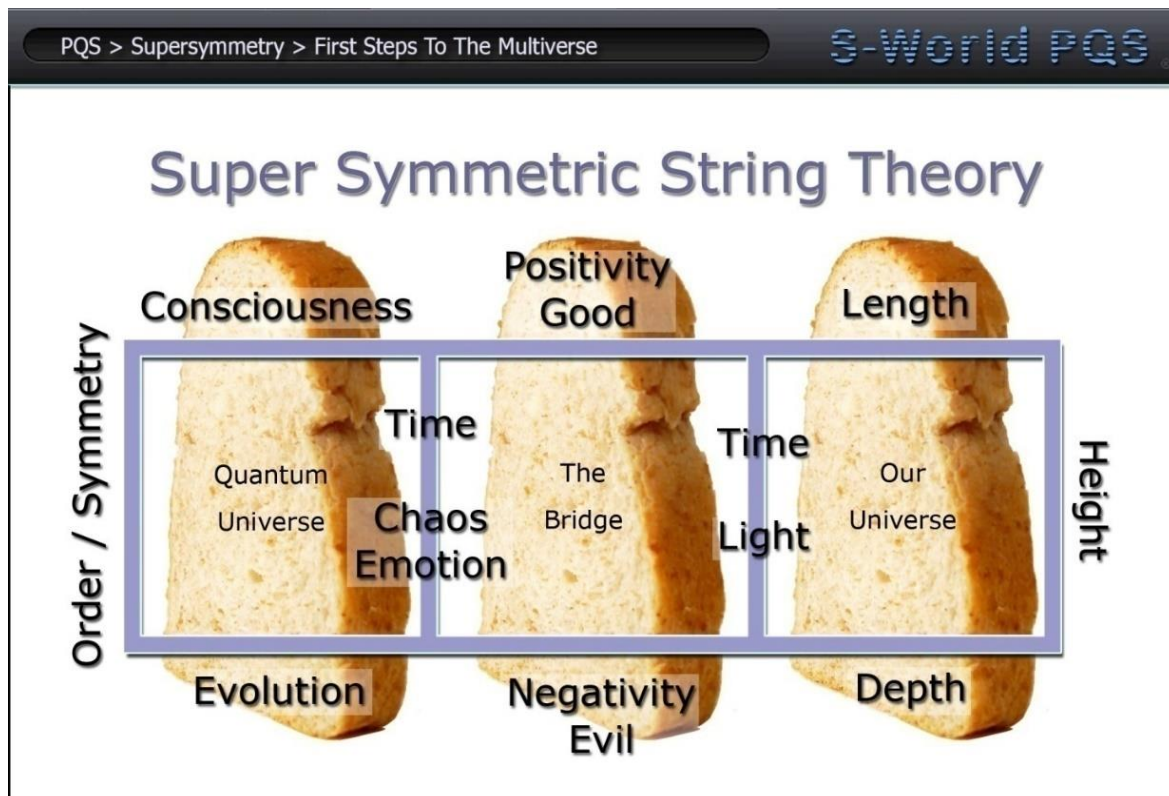 PQS > Supersymmetry > First Steps To The Multiverse
S-World PQS
Super Symmetric String Theory
Consciousness
Positivity
Good
Length
Order / Symmetry
Time
Time
Quantum
Universe
The
Bridge
Our
Universe
Chaos
Emotion
Light
Height
Evolution
Negativity
Evil
Depth